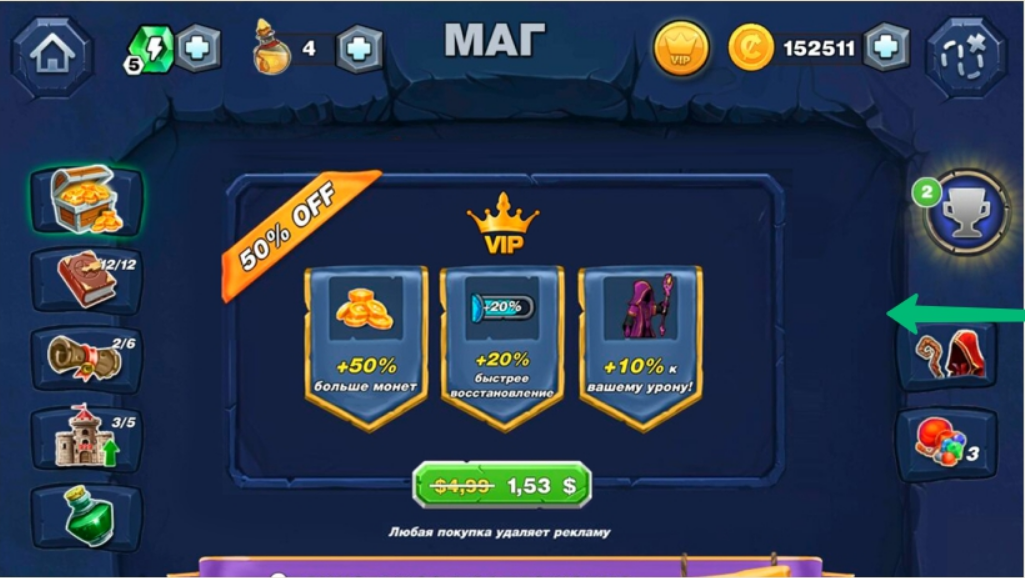 МАГ
5
4
VIP
152511
50% OFF
VIP
2
12/12
2/6
3/5
+20%
+50%
больше монет
+20%
быстрее
восстановление
+10% к
вашему урону!
3
$4,99 1,53 $
Любая покупка удаляет рекламу